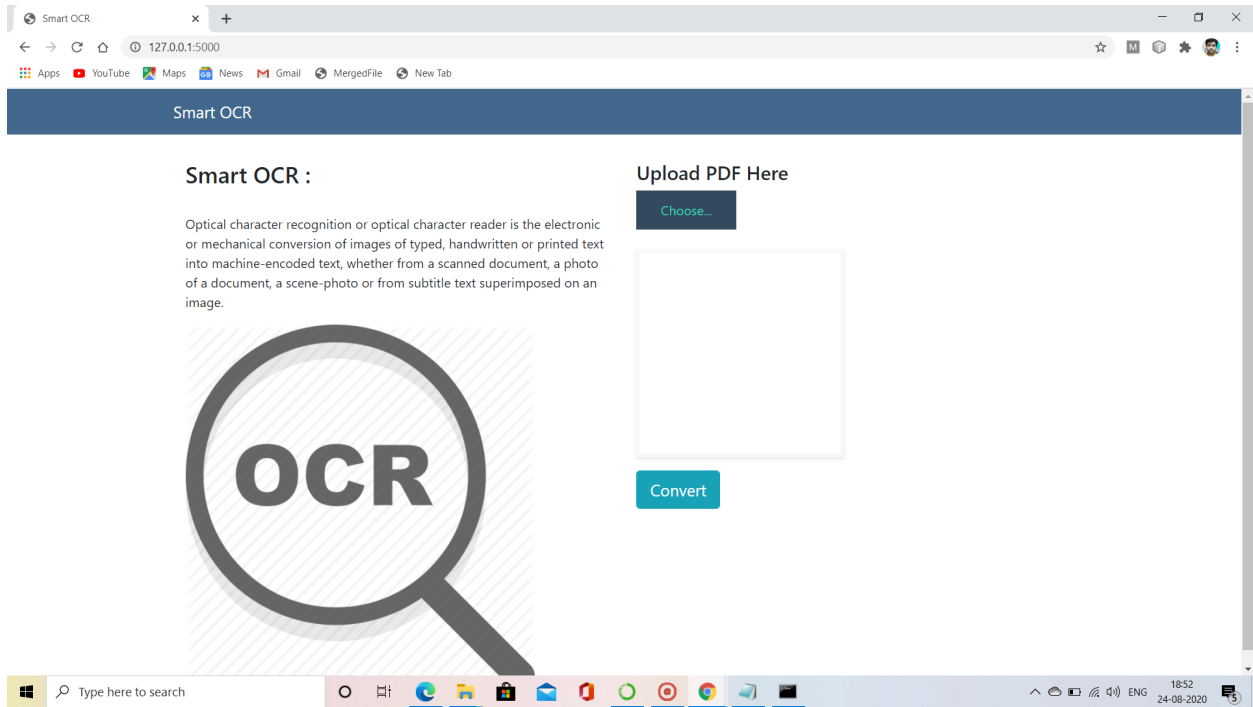 Smart OCR
127.0.0.1:5000
M
Apps YouTube Maps GE News Gmail MergedFile New Tab
Smart OCR
Smart OCR :
Optical character recognition or optical character reader is the electronic
or mechanical conversion of images of typed, handwritten or printed text
into machine-encoded text, whether from a scanned document, a photo
of a document, a scene-photo or from subtitle text superimposed on an
image.
OCR
Upload PDF Here
Choose...
Convert
Type here to search
ENG
18:52
24-08-2020
5